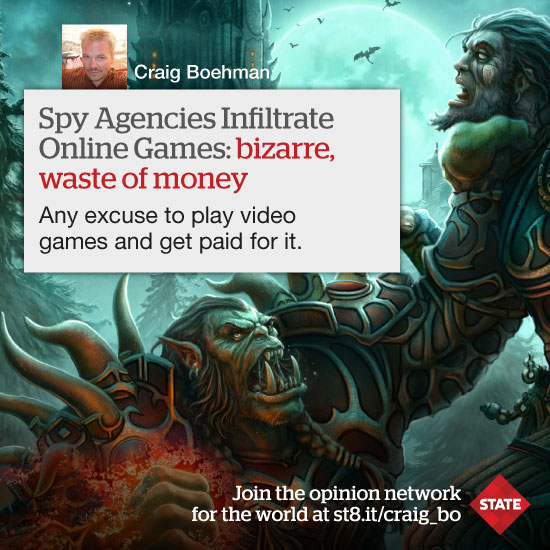 Craig Boehman
Spy Agencies Infiltrate
Online Games: bizarre,
waste of money
Any excuse to play video
games and get paid for it.
Join the opinion network
for the world at st8.it/craig_bo
STATE